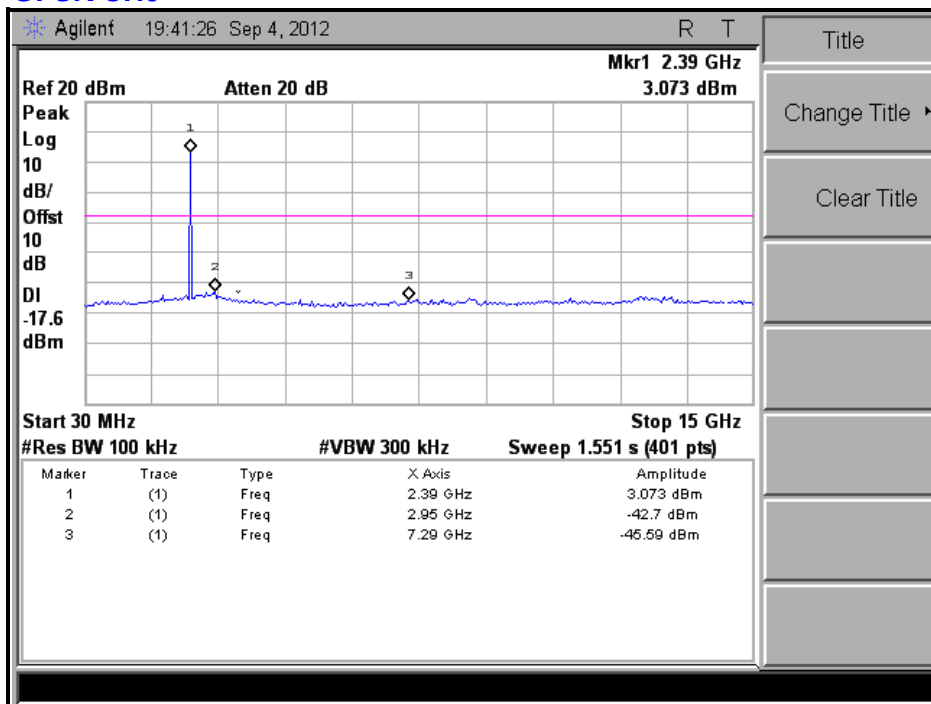 Agilent 19:41:26 Sep 4, 2012 R T
Title
Mkr1 2.39 GHz
Ref 20 dBm Atten 20 dB 3.073 dBm
Peak
Log
10
dB/
Offst
10
dB
DI
-17.6
dBm
1
2
3
Change Title
Clear Title
Start 30 MHz Stop 15 GHz
#Res BW 100 kHz #VBW 300 kHz Sweep 1.551 s (401 pts)
Marker Trace Type X Axis Amplitude
1 (1) Freq 2.39 GHz 3.073 dBm
2 (1) Freq 2.95 GHz -42.7 dBm
3 (1) Freq 7.29 GHz -45.59 dBm